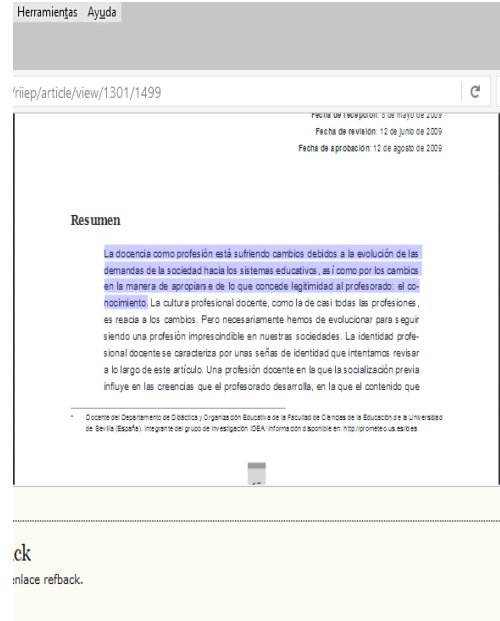 Herramientas Ayuda
/riiep/article/view/1301/1499
Fecha de recepción: 8 de mayo de 2009
Fecha de revisión: 12 de junio de 2009
Fecha de aprobación: 12 de agosto de 2009
Resumen
La docencia como profesión está sufriendo cambios debidos a la evolución de las
demandas de la sociedad hacia los sistemas educativos, así como por los cambios
en la manera de apropiarse de lo que concede legitimidad al profesorado: el co-
nocimiento. La cultura profesional docente, como la de casi todas las profesiones,
es reacia a los cambios. Pero necesariamente hemos de evolucionar para seguir
siendo una profesión imprescindible en nuestras sociedades. La identidad profe-
sional docente se caracteriza por unas señas de identidad que intentamos revisar
a lo largo de este artículo. Una profesión docente en la que la socialización previa
influye en las creencias que el profesorado desarrolla, en la que el contenido que
* Docente del Departamento de Didáctica y Organización Educativa de la Facultad de Ciencias de la Educación de la Universidad
de Sevilla (España). Integrante del grupo de investigación IDEA! Información disponible en: http://prometeo.us.es/idea
ck
enlace refback.